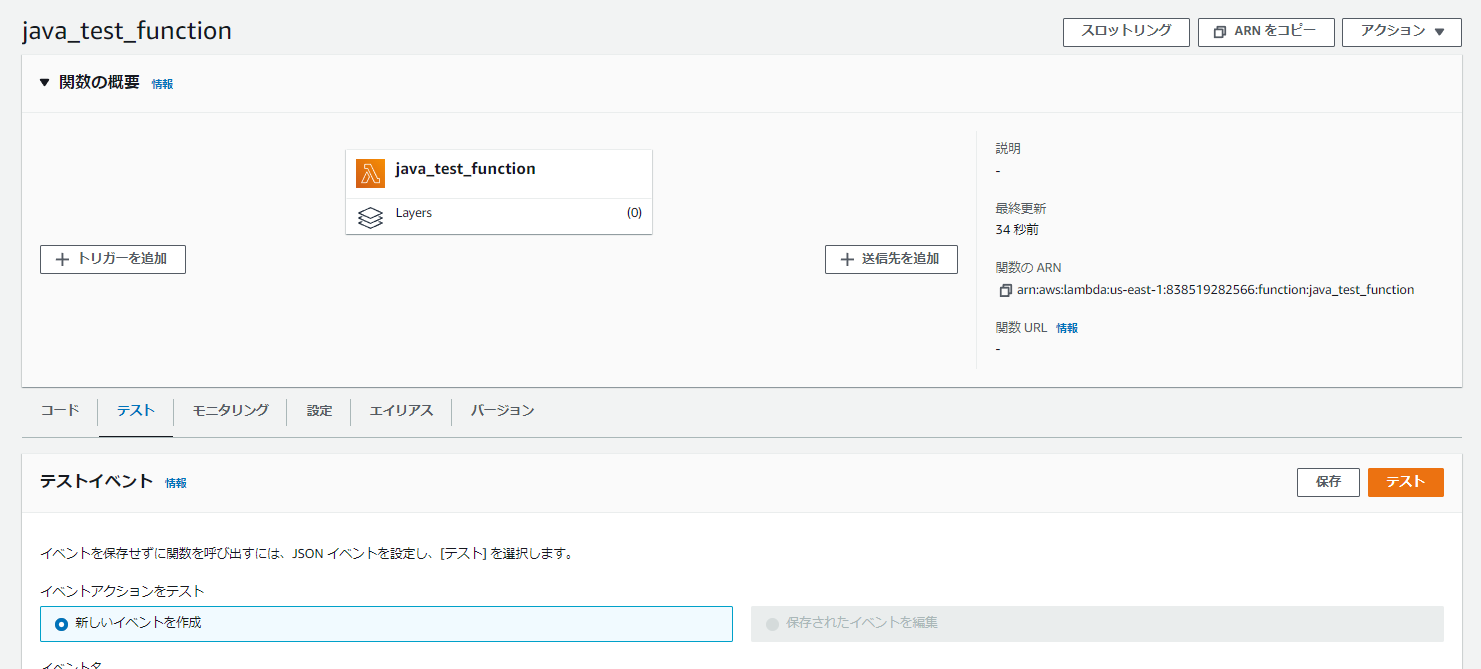 java_test_function
スロットリング
ARN をコピー
アクション
関数の概要 情報
java_test_function
Layers (0)
トリガーを追加
送信先を追加
説明
-
最終更新
34 秒前
関数の ARN
arn:aws:lambda:us-east-1:838519282566:function:java_test_function
関数 URL 情報
-
コード テスト モニタリング 設定 エイリアス バージョン
テストイベント 情報
保存
テスト
イベントを保存せずに関数を呼び出すには、JSON イベントを設定し、[テスト] を選択します。
イベントアクションをテスト
新しいイベントを作成
保存されたイベントを編集
イベント名